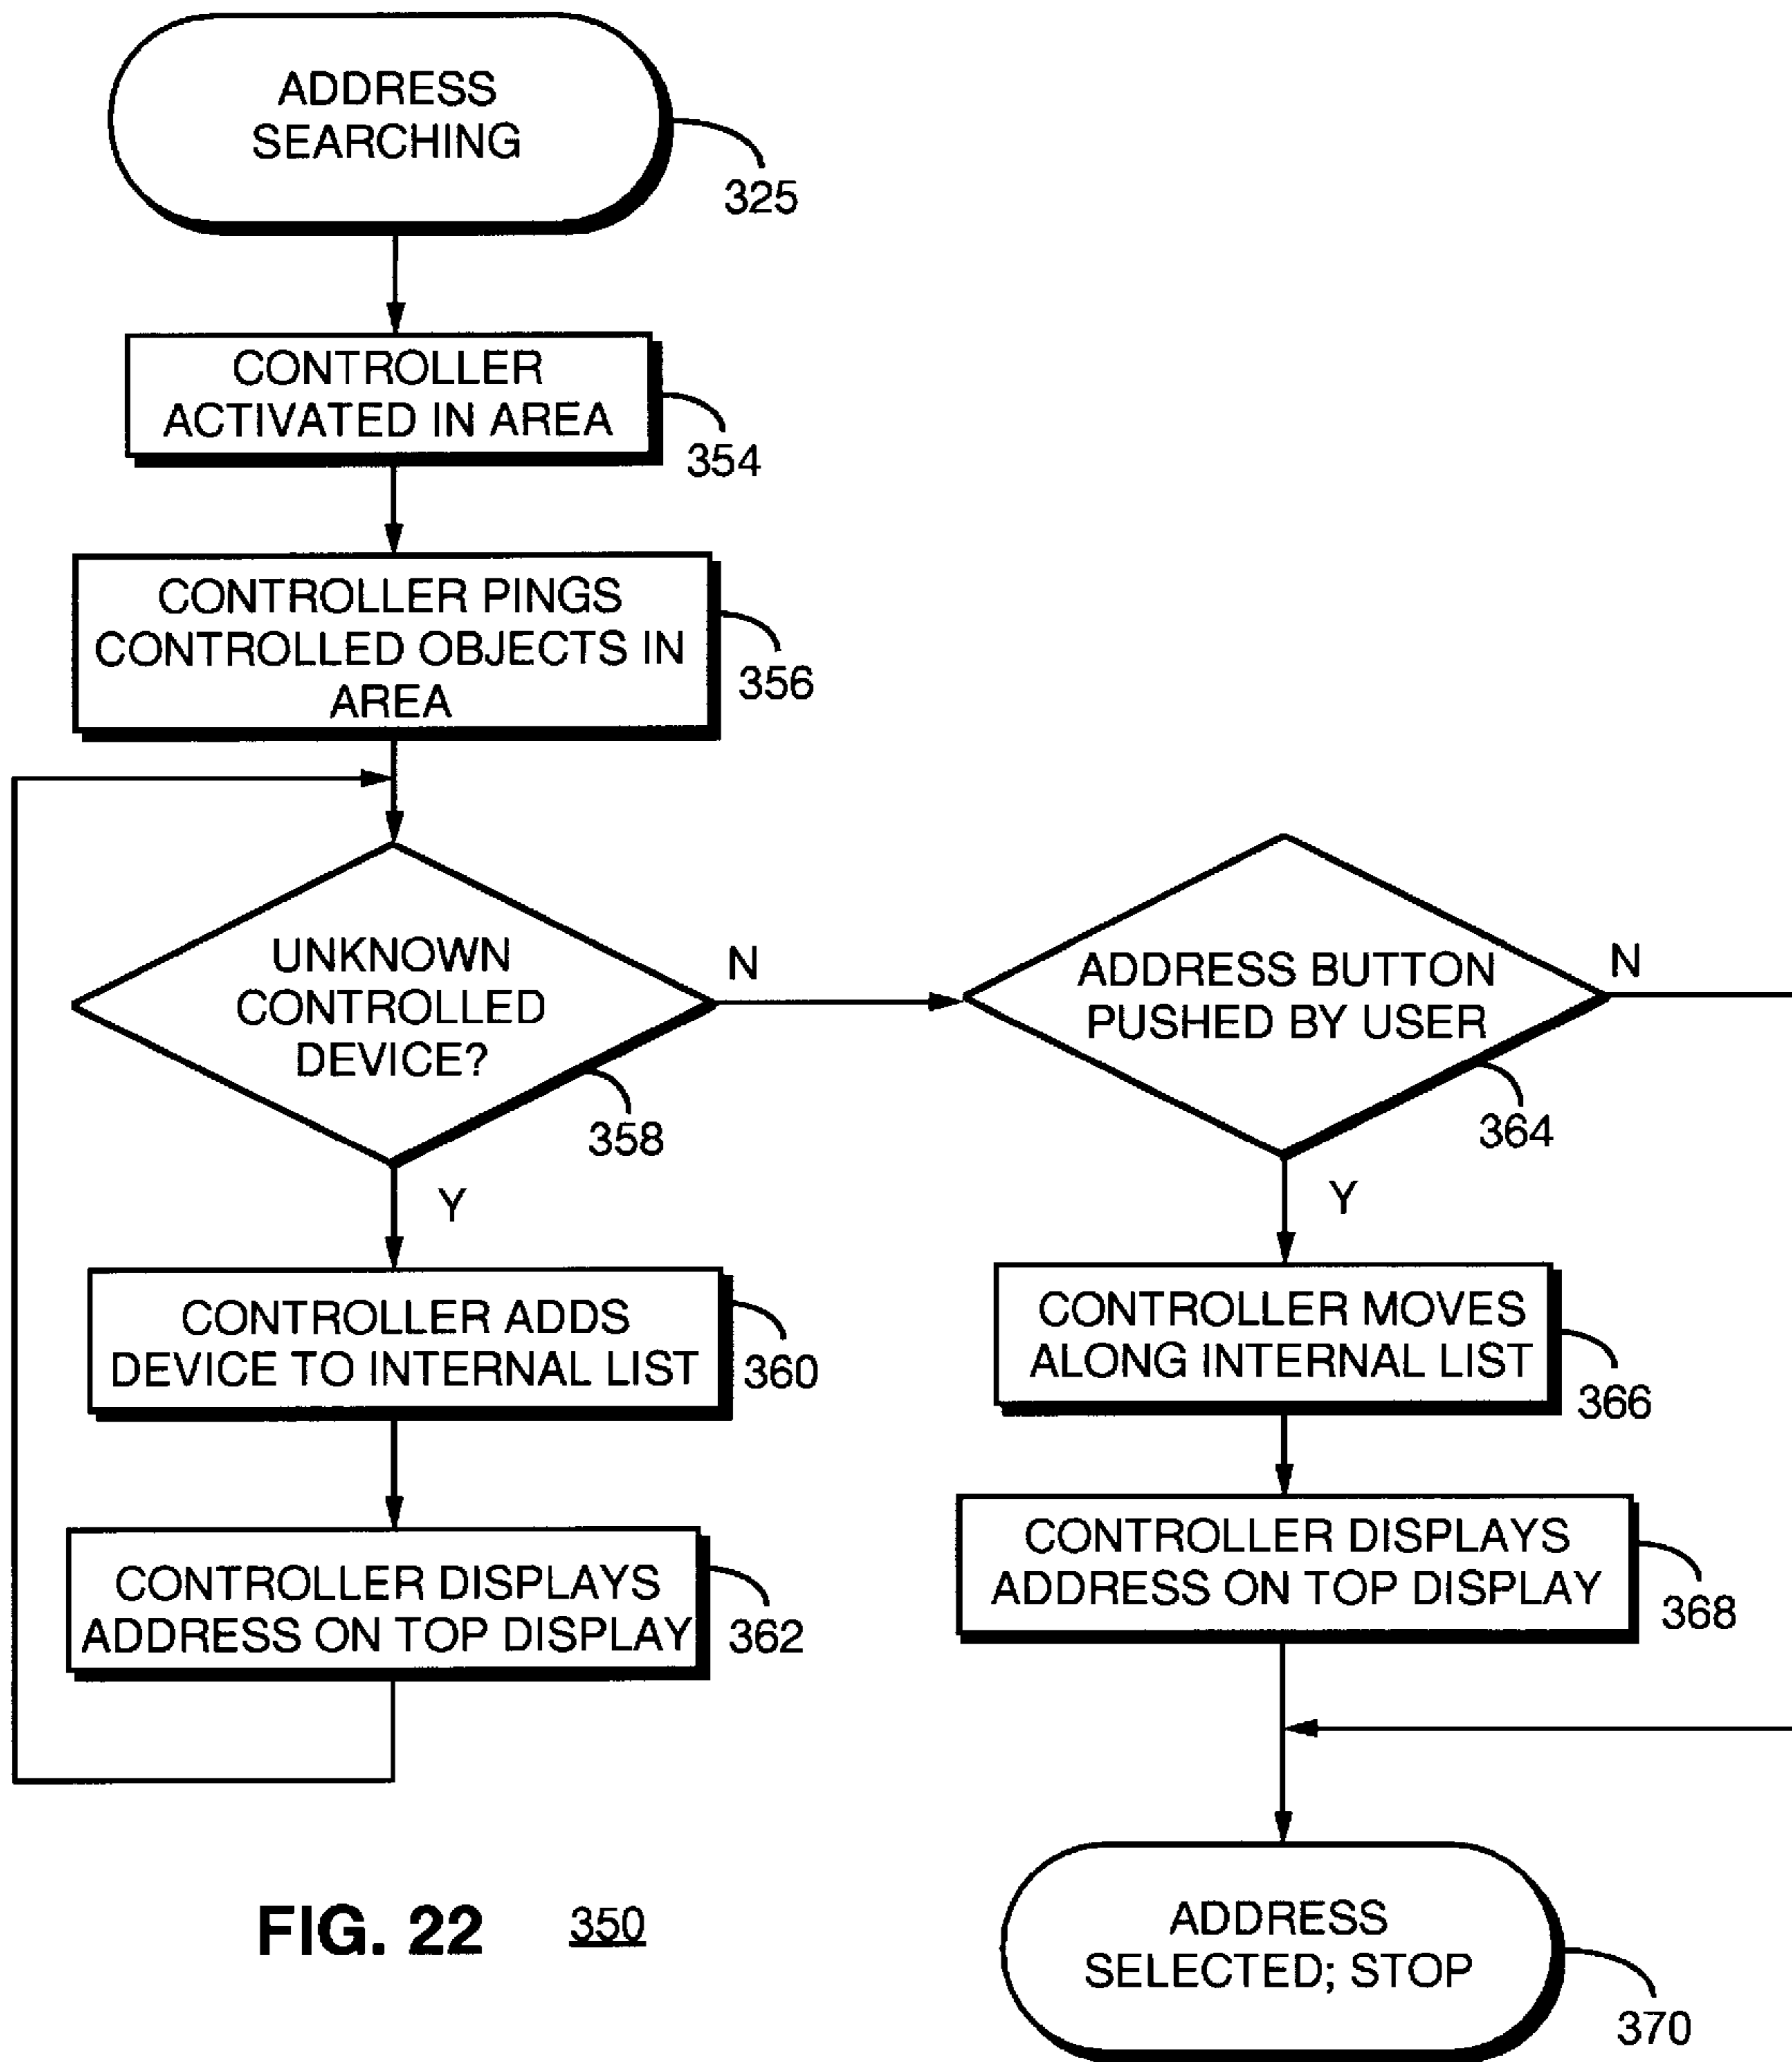 ADDRESS
SEARCHING
325
CONTROLLER
ACTIVATED IN AREA
354
CONTROLLER PINGS
CONTROLLED OBJECTS IN
AREA
356
UNKNOWN
CONTROLLED
DEVICE?
358
N
Y
CONTROLLER ADDS
DEVICE TO INTERNAL LIST
360
CONTROLLER DISPLAYS
ADDRESS ON TOP DISPLAY
362
ADDRESS BUTTON
PUSHED BY USER
364
N
Y
CONTROLLER MOVES
ALONG INTERNAL LIST
366
CONTROLLER DISPLAYS
ADDRESS ON TOP DISPLAY
368
ADDRESS
SELECTED; STOP
370
FIG. 22 350